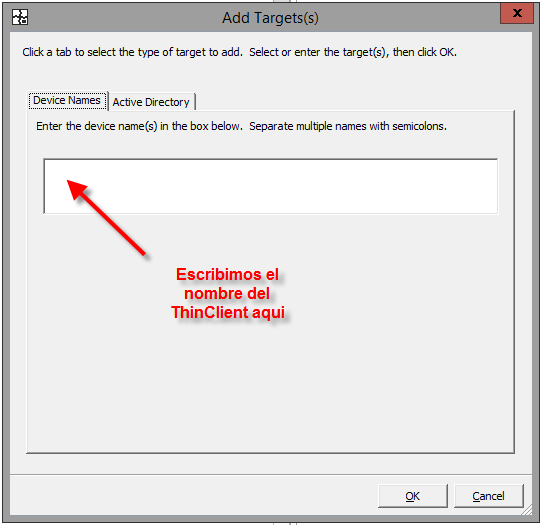 Add Targets(s)
Click a tab to select the type of target to add. Select or enter the target(s), then click OK.
Device Names
Active Directory
Enter the device name(s) in the box below. Separate multiple names with semicolons.
Escribimos el
nombre del
ThinClient aqui
OK
Cancel